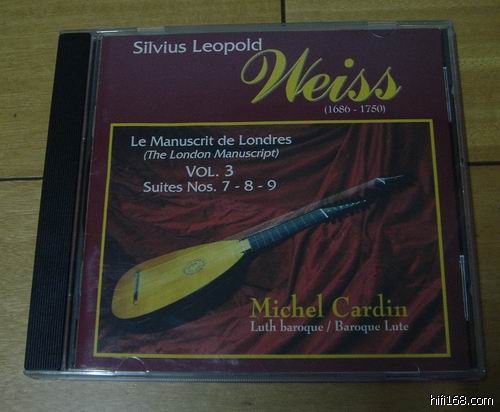 Silvius Leopold
Weiss
(1686 - 1750)
Le Manuscrit de Londres
(The London Manuscript)
VOL. 3
Suites Nos. 7 - 8 - 9
Michel Cardin
Luth baroque / Baroque Lute
hifi168.com